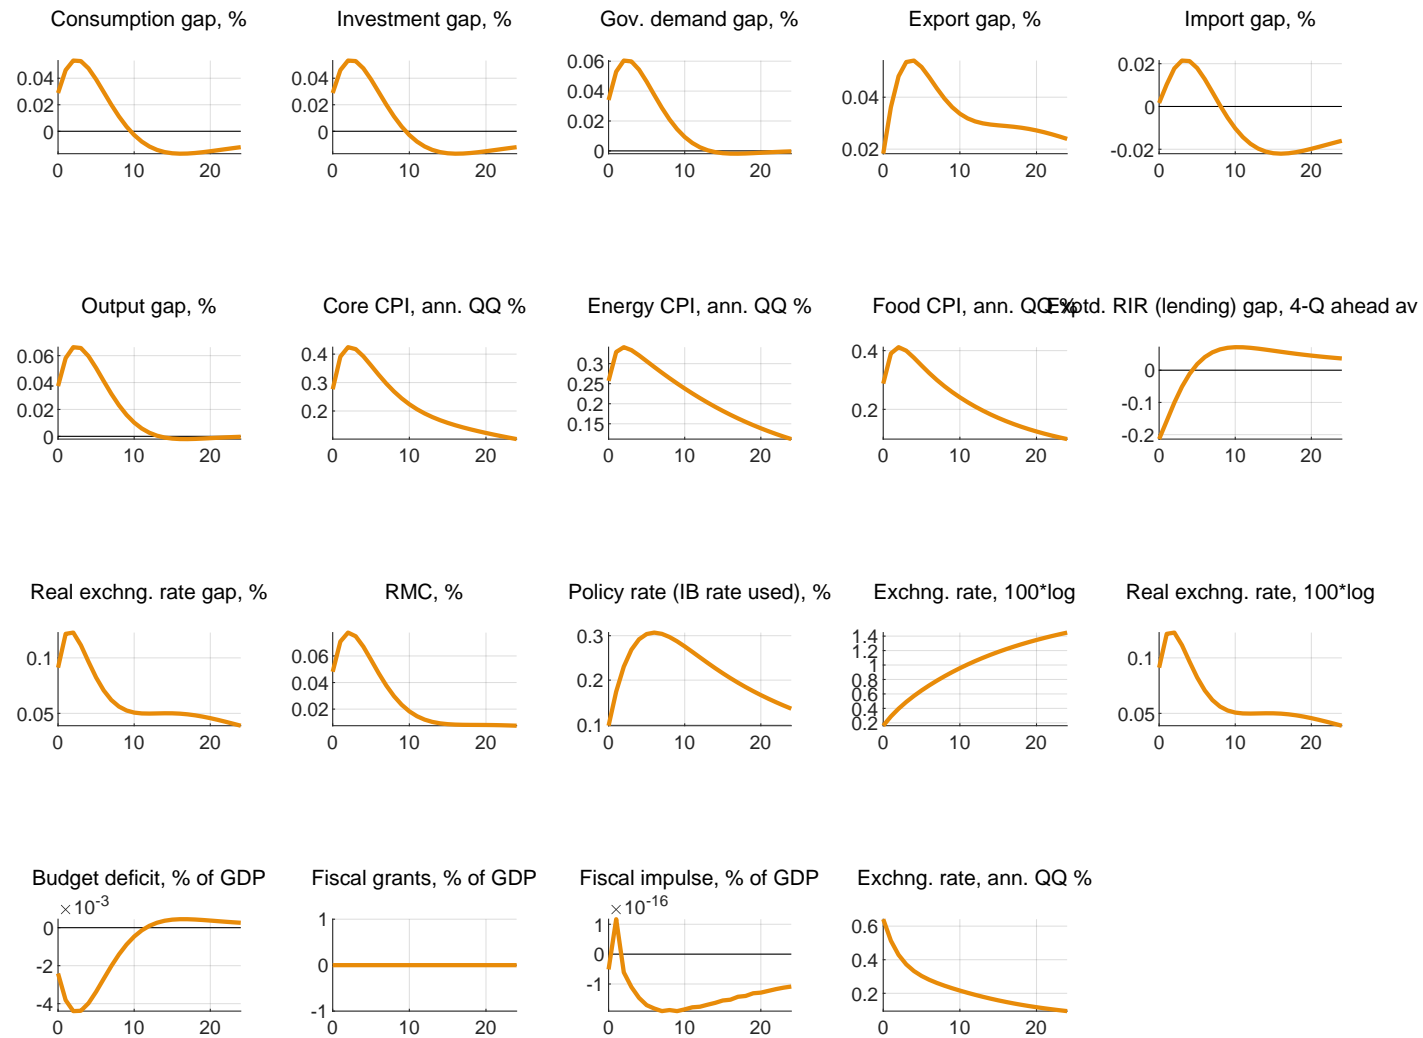 Consumption gap, %
0.04
0.02
0
0 10 20
Investment gap, %
0.04
0.02
0
0 10 20
Gov. demand gap, %
0.06
0.04
0.02
0
0 10 20
Export gap, %
0.04
0.02
0 10 20
Import gap, %
0.02
0
-0.02
0 10 20
Output gap, %
0.06
0.04
0.02
0
0 10 20
Core CPI, ann. QQ %
0.4
0.3
0.2
0 10 20
Energy CPI, ann. QQ %
0.3
0.25
0.2
0.15
0 10 20
Food CPI, ann. QQ %
0.4
0.2
0 10 20
Exptd. RIR (lending) gap, 4-Q ahead av
0
-0.1
-0.2
0 10 20
Real exchng. rate gap, %
0.1
0.05
0 10 20
RMC, %
0.06
0.04
0.02
0 10 20
Policy rate (IB rate used), %
0.3
0.2
0.1
0 10 20
Exchng. rate, 100*log
1.4
1.2
1
0.8
0.6
0.4
0.2
0 10 20
Real exchng. rate, 100*log
0.1
0.05
0 10 20
Budget deficit, % of GDP
×10-3
0
-2
-4
0 10 20
Fiscal grants, % of GDP
1
0
-1
0 10 20
Fiscal impulse, % of GDP
×10-16
1
0
-1
0 10 20
Exchng. rate, ann. QQ %
0.6
0.4
0.2
0 10 20